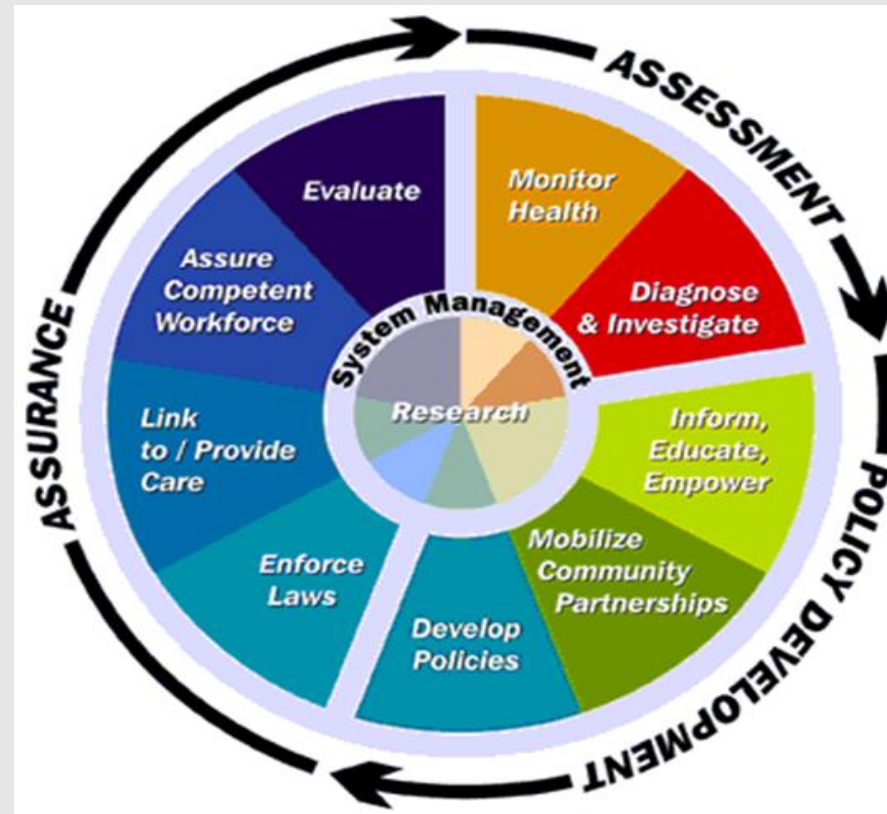 ASSESSMENT
Monitor
Health
Diagnose
& Investigate
Inform,
Educate,
Empower
POLICY DEVELOPMENT
Mobilize
Community
Partnerships
Develop
Policies
ASSURANCE
Enforce
Laws
Link
to / Provide
Care
Assure
Competent
Workforce
Evaluate
System Management
Research